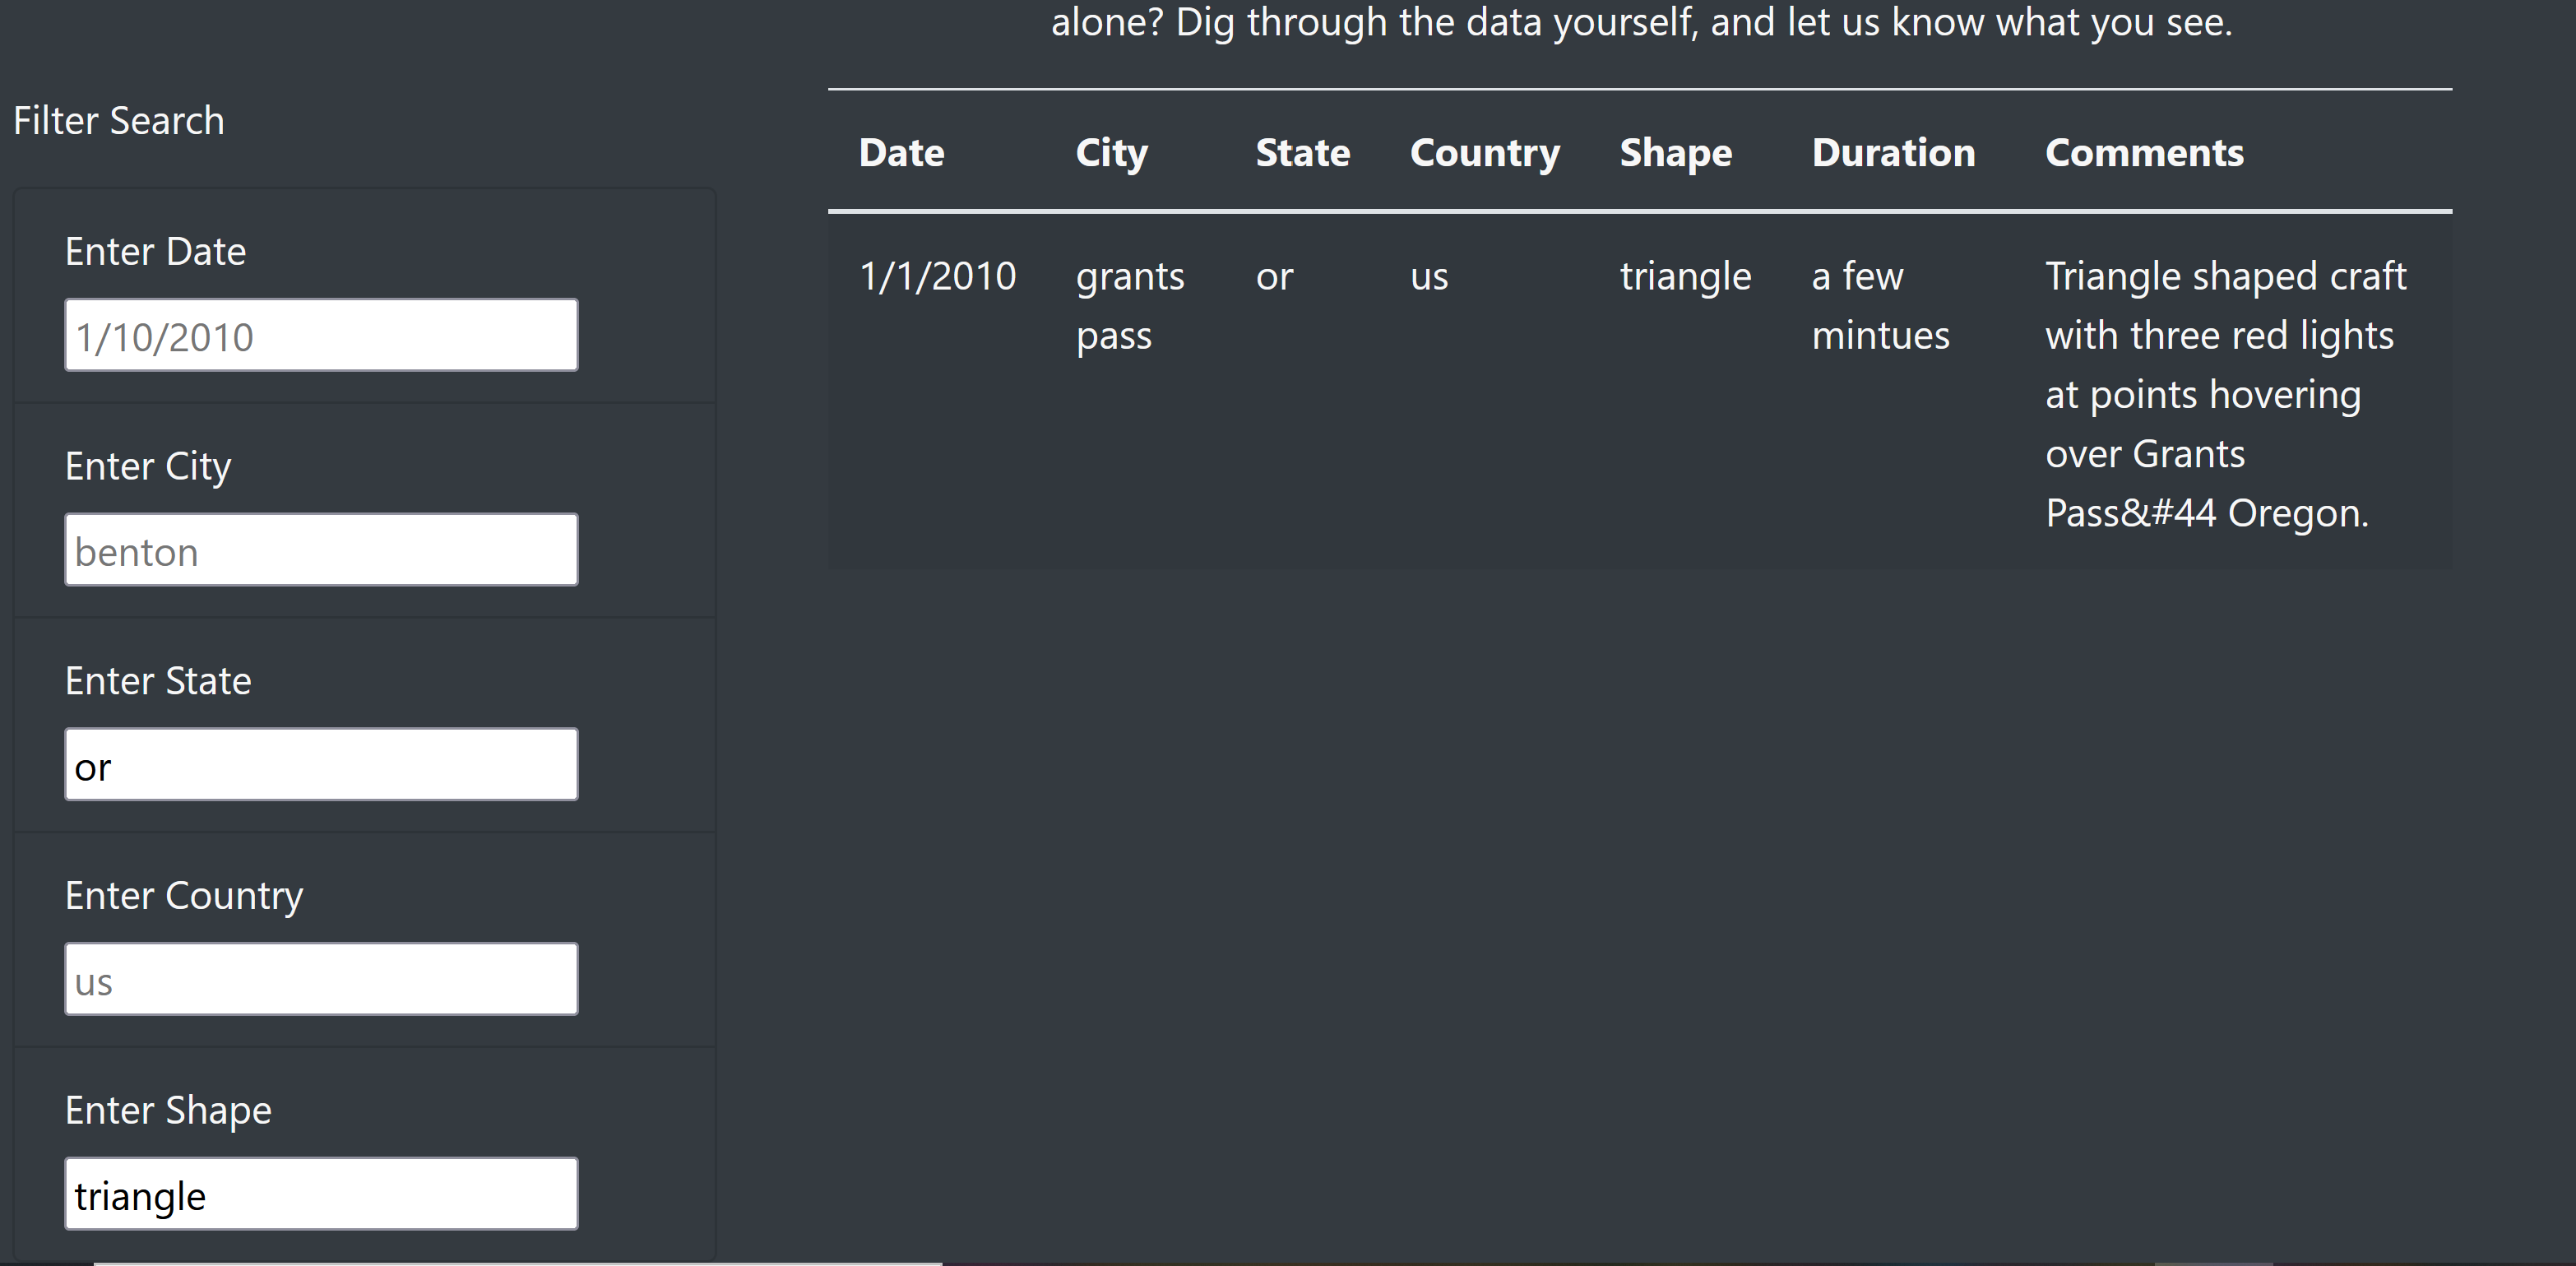 alone? Dig through the data yourself, and let us know what you see.
Filter Search
Enter Date
1/10/2010
Enter City
benton
Enter State
or
Enter Country
us
Enter Shape
triangle
Date City State Country Shape Duration Comments
1/1/2010 grants or us triangle a few Triangle shaped craft
pass mintues with three red lights
at points hovering
over Grants
Pass&#44 Oregon.